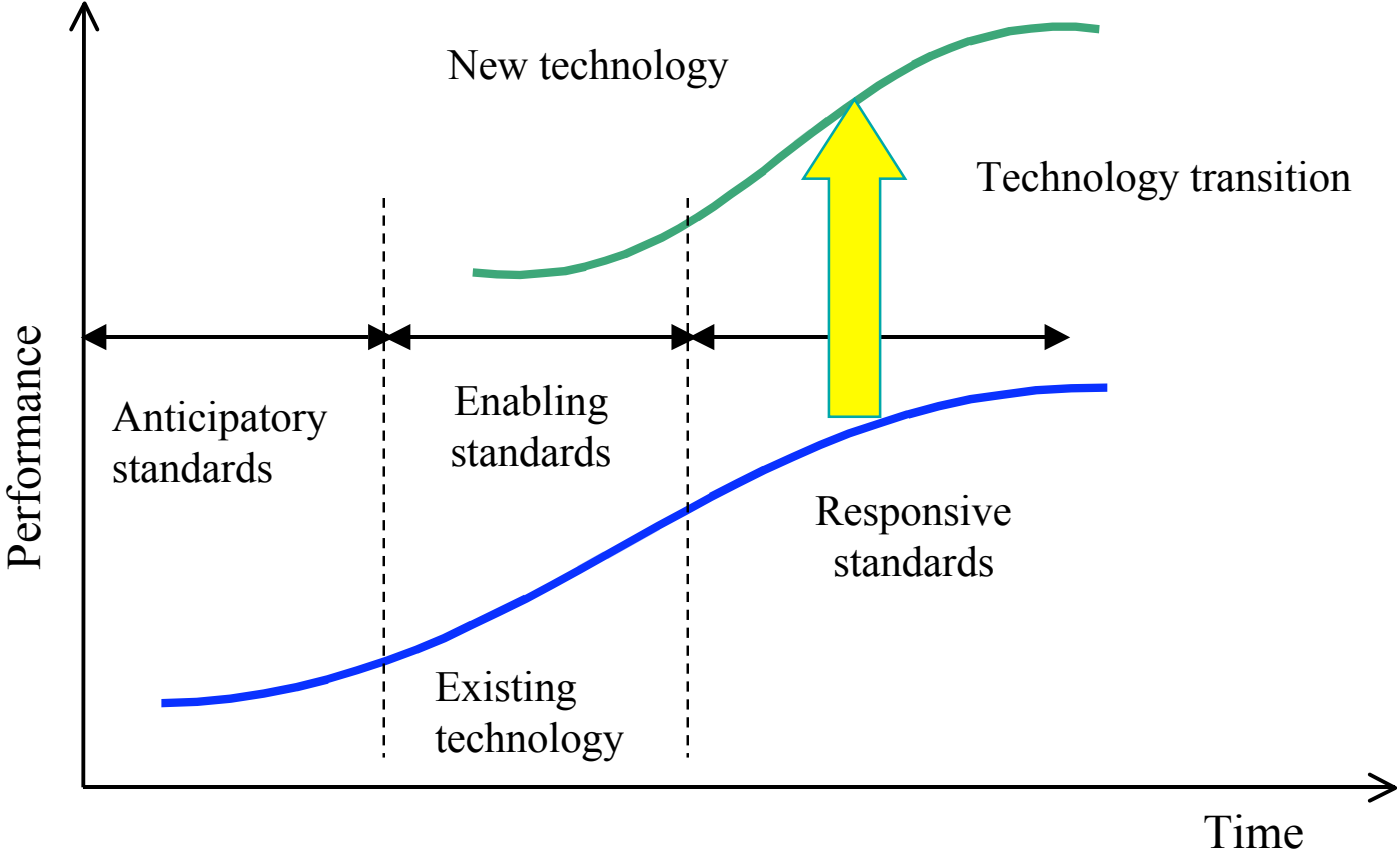 New technology
Technology transition
Performance
Anticipatory
standards
Enabling
standards
Responsive
standards
Existing
technology
Time